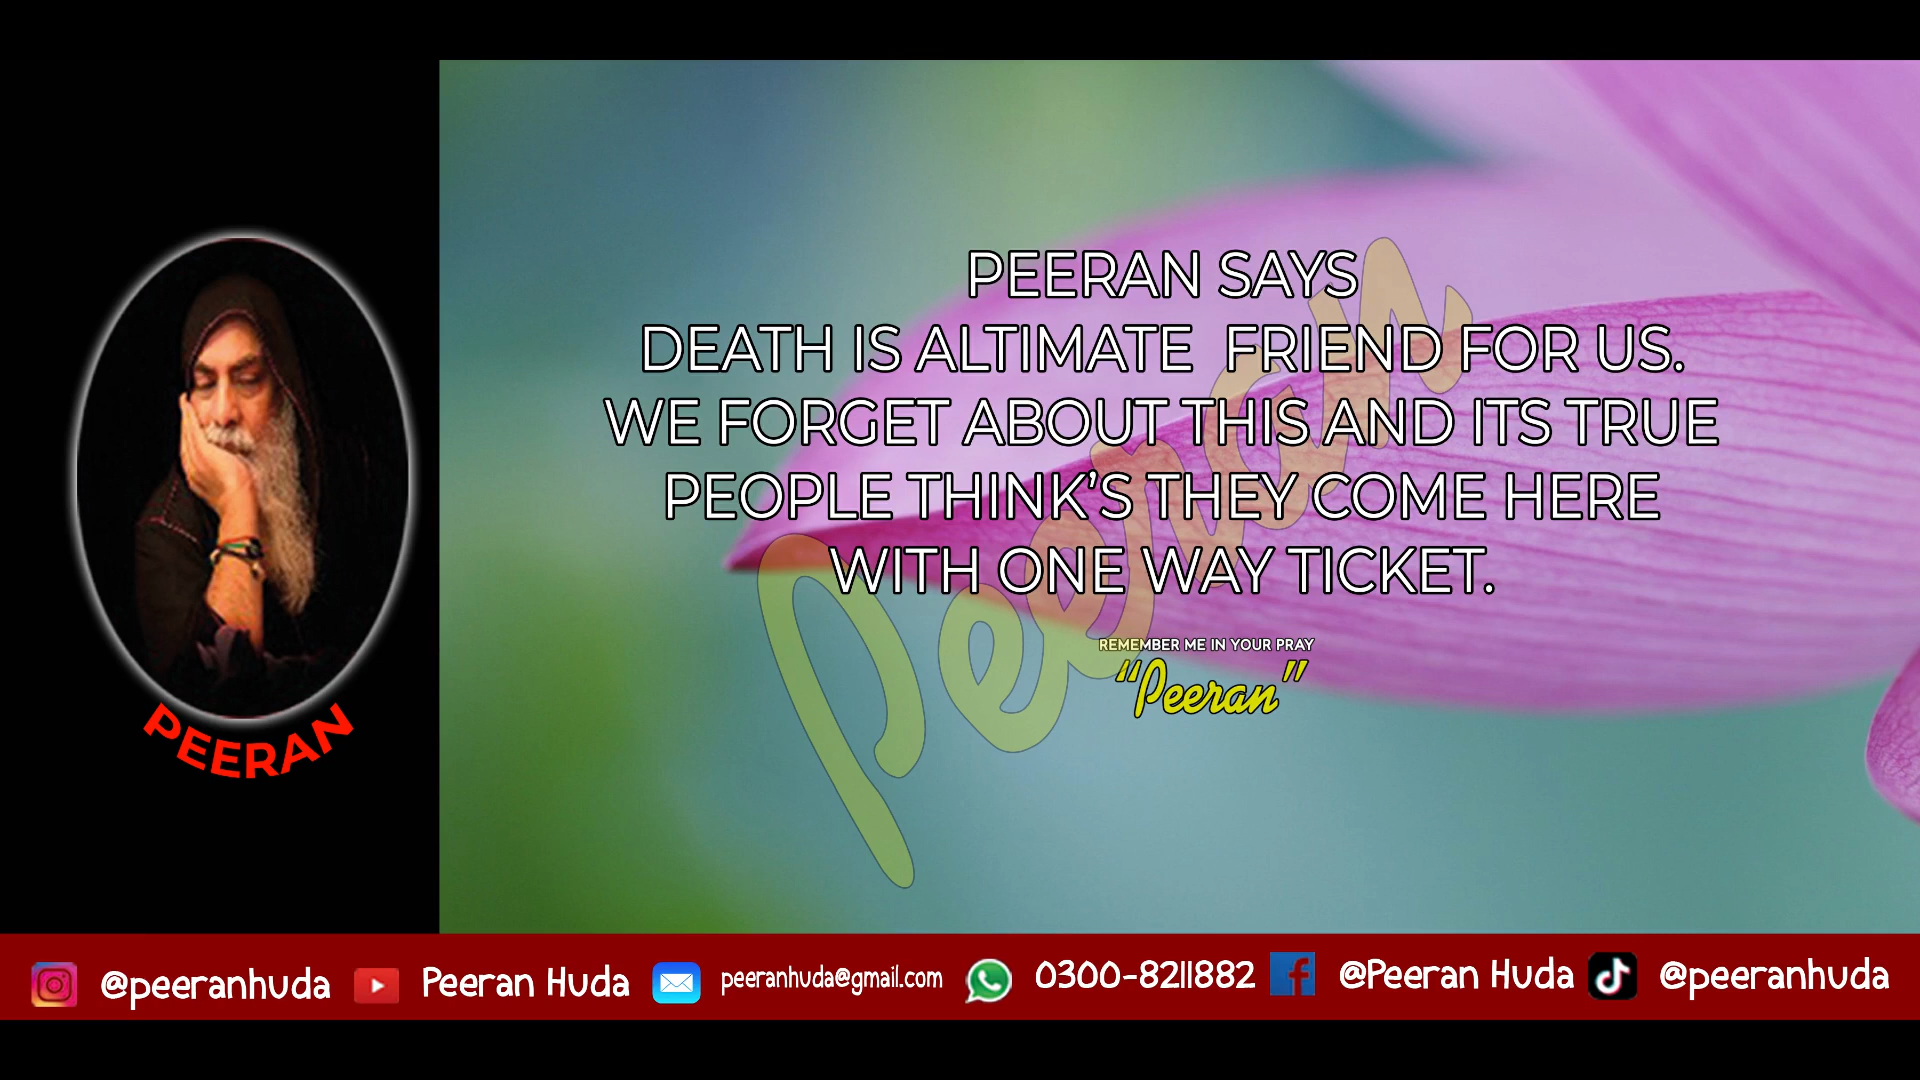 PEERAN SAYS
DEATH IS ALTIMATE FRIEND FOR US.
WE FORGET ABOUT THIS AND ITS TRUE
PEOPLE THINK'S THEY COME HERE
WITH ONE WAY TICKET.
REMEMBER ME IN YOUR PRAY
“Peeran”
Peeran
PEERAN
@peeranhuda Peeran Huda peeranhuda@gmail.com 0300-8211882 @Peeran Huda @peeranhuda